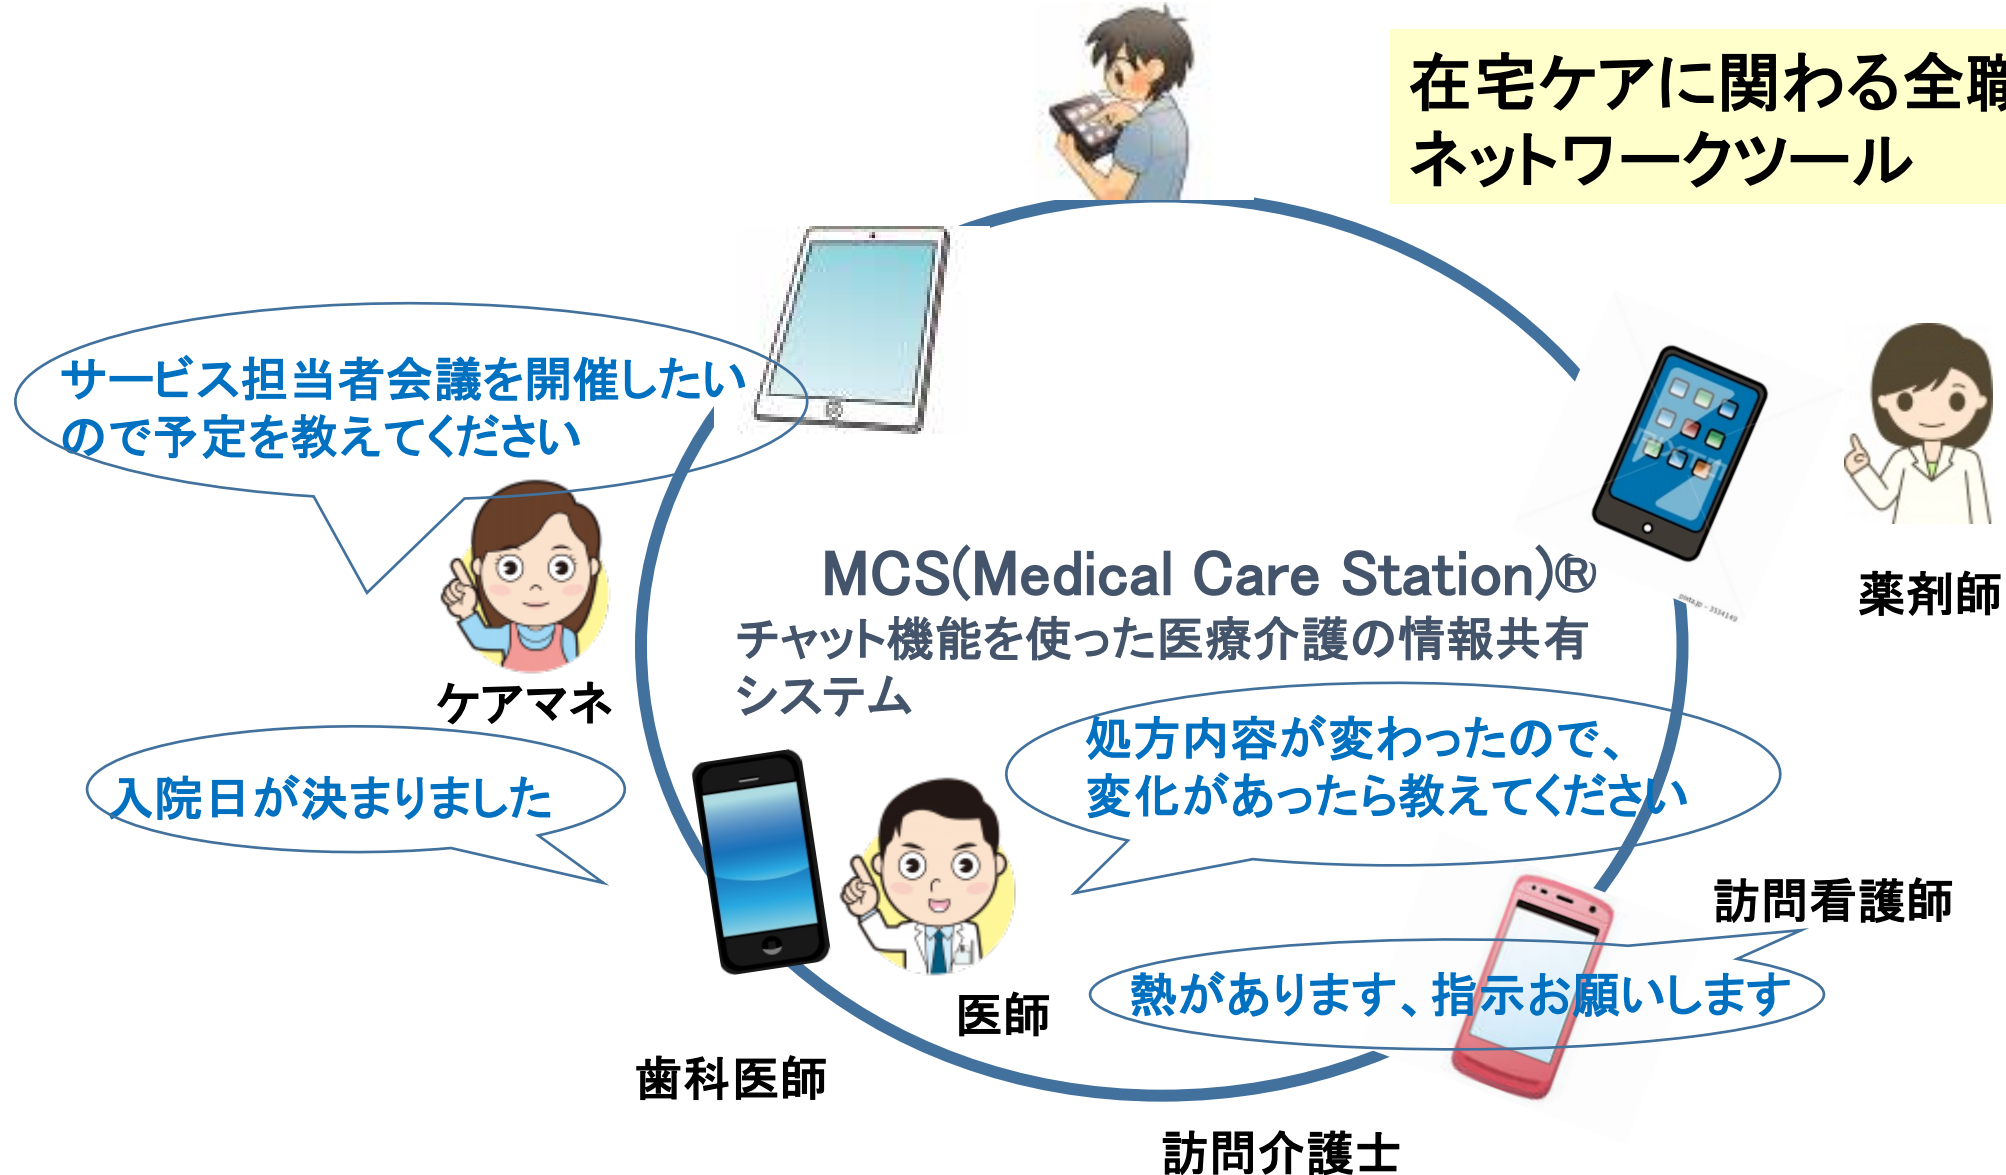 在宅ケアに関わる全職
ネットワークツール
サービス担当者会議を開催したい
ので予定を教えてください
MCS(Medical Care Station)®
チャット機能を使った医療介護の情報共有
システム
薬剤師
ケアマネ
入院日が決まりました
処方内容が変わったので、
変化があったら教えてください
訪問看護師
熱があります、指示お願いします
医師
歯科医師
訪問介護士
pixta.jp - 3534149